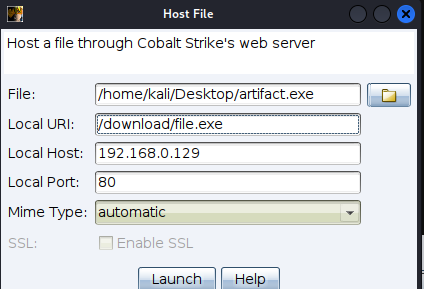 Host File
Host a file through Cobalt Strike's web server
File: /home/kali/Desktop/artifact.exe
Local URI: /download/file.exe
Local Host: 192.168.0.129
Local Port: 80
Mime Type: automatic
SSL: Enable SSL
Launch Help